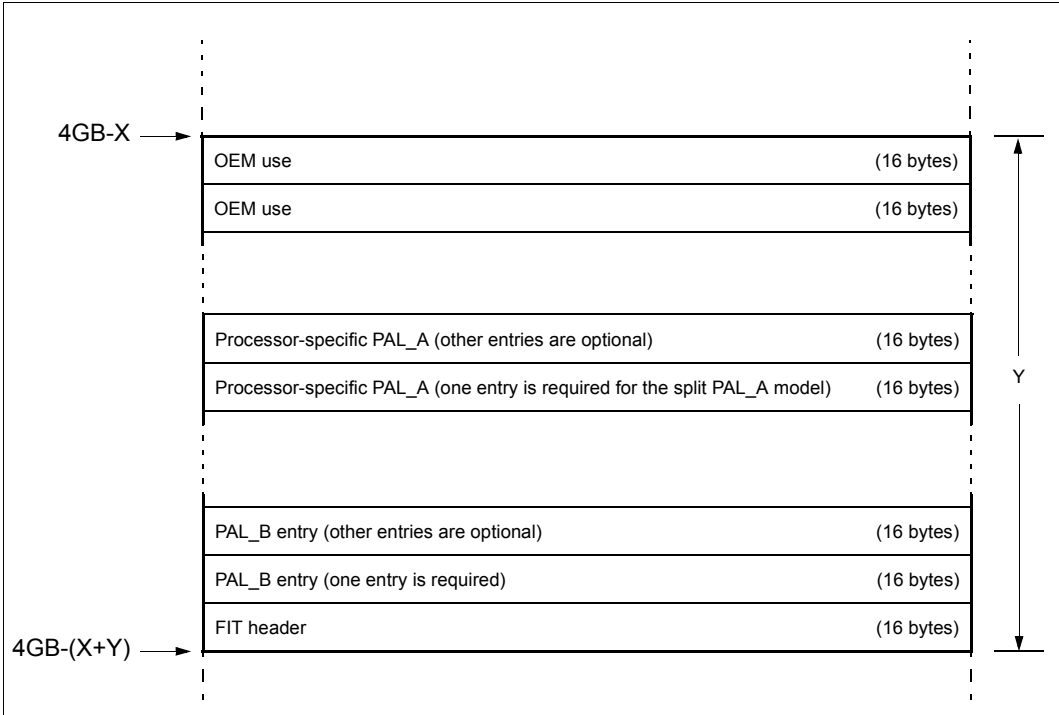 4GB-X
OEM use (16 bytes)
OEM use (16 bytes)
Processor-specific PAL_A (other entries are optional) (16 bytes)
Processor-specific PAL_A (one entry is required for the split PAL_A model) (16 bytes)
Y
PAL_B entry (other entries are optional) (16 bytes)
PAL_B entry (one entry is required) (16 bytes)
FIT header (16 bytes)
4GB-(X+Y)